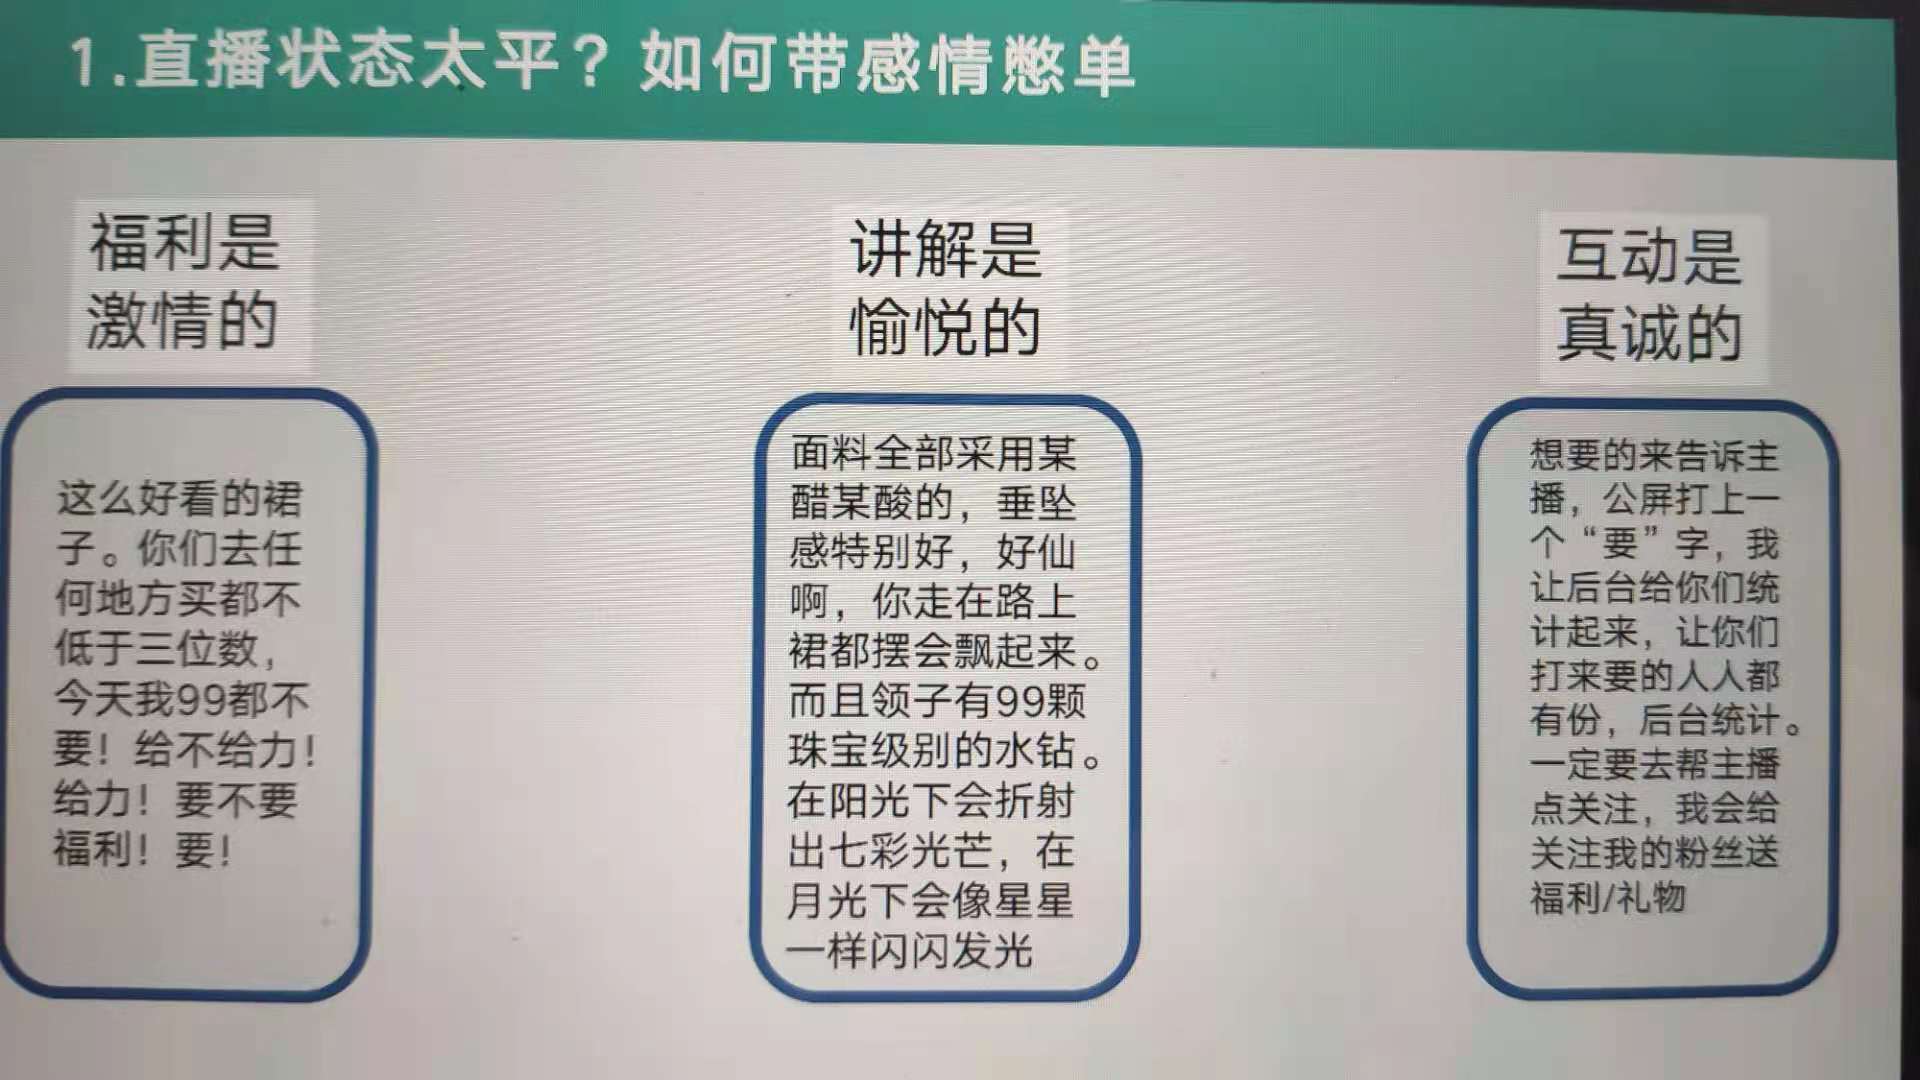 1.直播状态太平？如何带感情憋单
福利是
激情的
这么好看的裙
子。你们去任
何地方买都不
低于三位数，
今天我99都不
要！给不给力！
给力！要不要
福利！要！
讲解是
愉悦的
面料全部采用某
醋某酸的，垂坠
感特别好，好仙
啊，你走在路上
裙都摆会飘起来。
而且领子有99颗
珠宝级别的水钻。
在阳光下会折射
出七彩光芒，在
月光下会像星星
一样闪闪发光
互动是
真诚的
想要的来告诉主
播，公屏打上一
个“要”字，我
让后台给你们统
计起来，让你们
打来要的人人都
有份，后台统计。
一定要去帮主播
点关注，我会给
关注我的粉丝送
福利/礼物